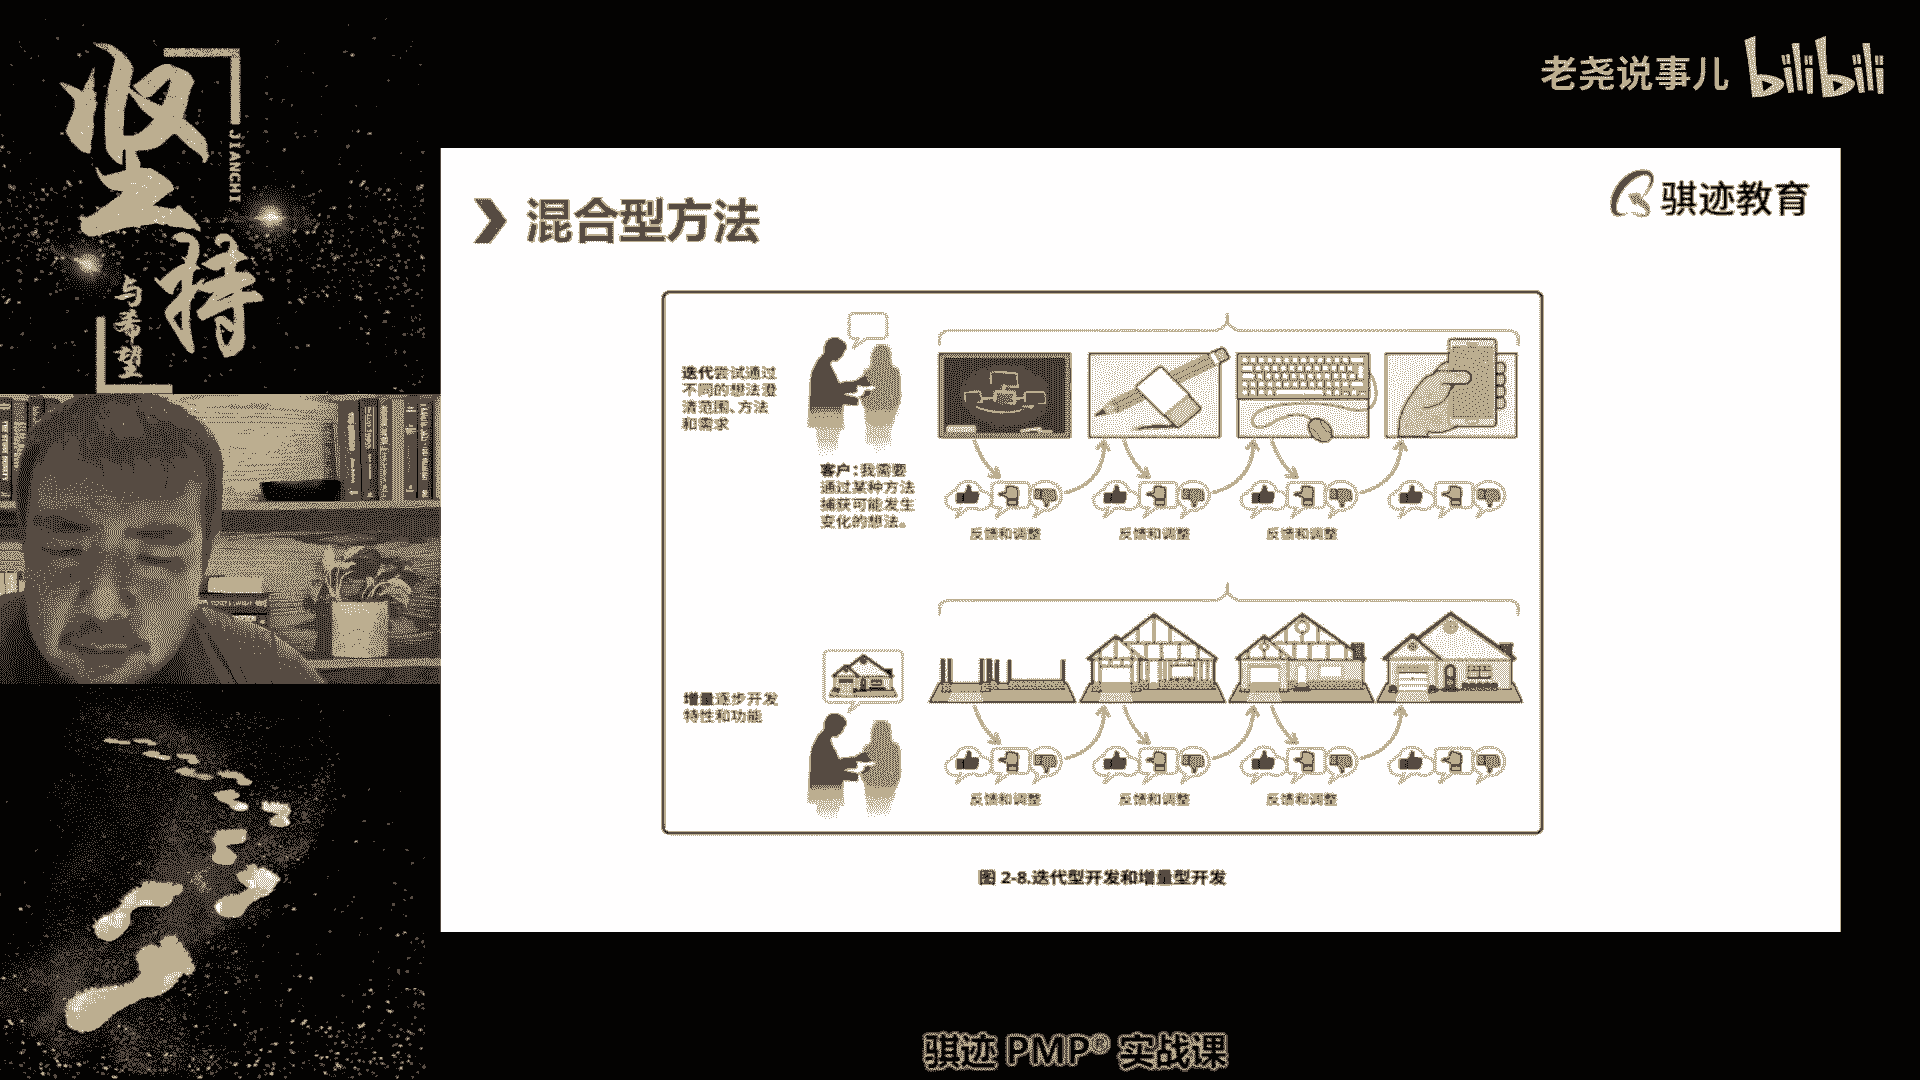 坚持
JIANCHI
与希望
老尧说事儿 bilibili
混合型方法
骐迹教育
迭代尝试通过
不同的想法澄
清范围、方法
和需求
客户：我需要
通过某种方法
捕获可能发生
变化的想法。
反馈和调整
反馈和调整
反馈和调整
增量逐步开发
特性和功能
反馈和调整
反馈和调整
反馈和调整
图 2-8.迭代型开发和增量型开发
骐迹 PMP® 实战课